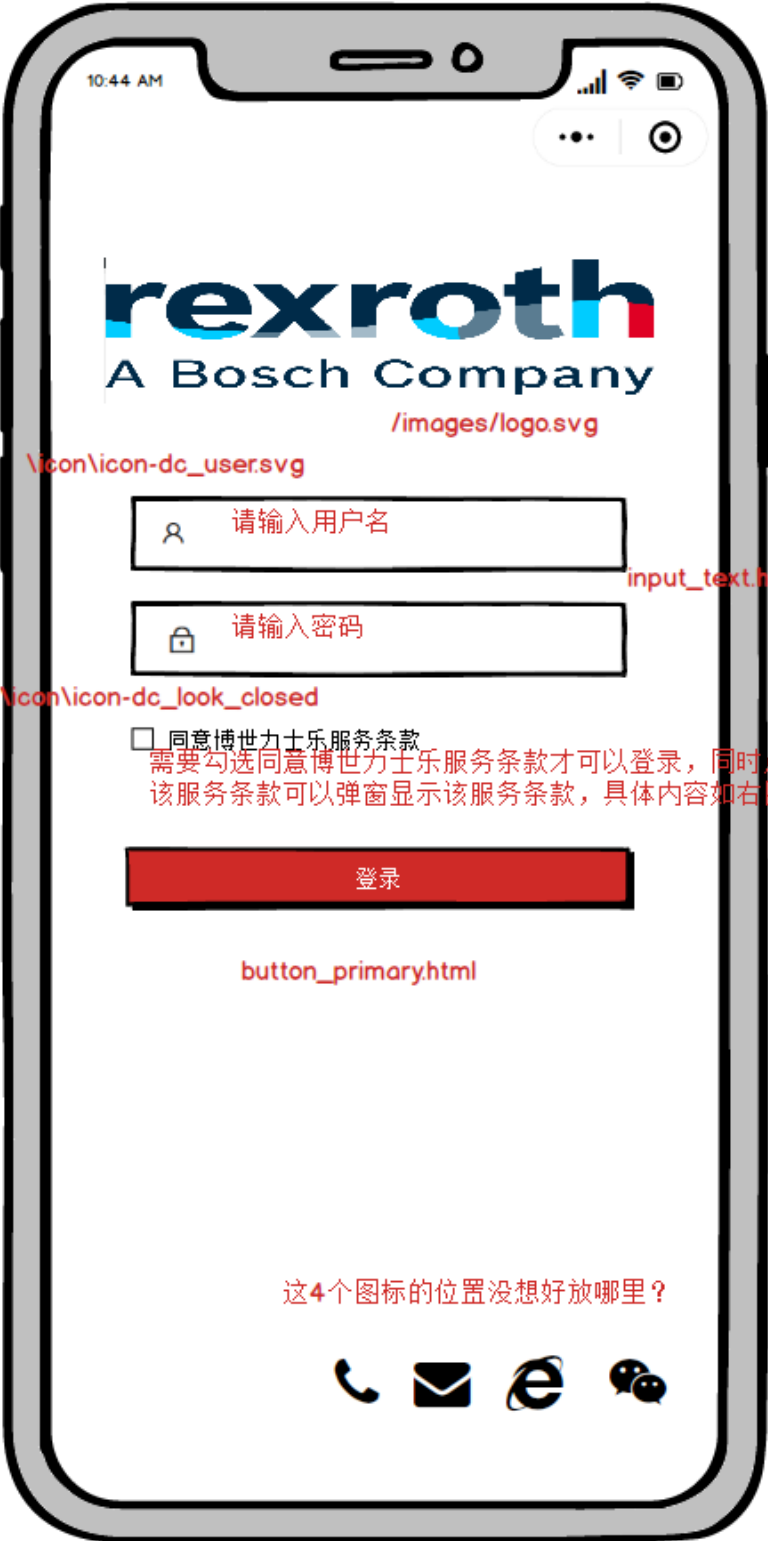 10:44 AM
rexroth
A Bosch Company
/images/logo.svg
\icon\icon-dc_user.svg
请输入用户名
input_text.h
请输入密码
\icon\icon-dc_look_closed
同意博世力士乐服务条款
需要勾选同意博世力士乐服务条款才可以登录，同时
该服务条款可以弹窗显示该服务条款，具体内容如右
登录
button_primary.html
这4个图标的位置没想好放哪里？